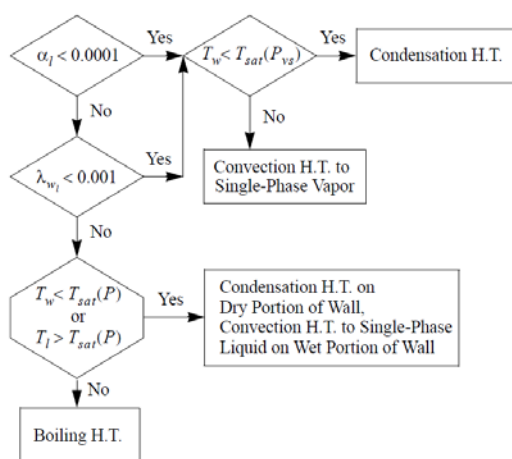 α_l < 0.0001
Yes
T_w < T_sat(P_vs)
Yes
Condensation H.T.
No
No
λ_w_l < 0.001
Yes
Convection H.T. to
Single-Phase Vapor
No
T_w < T_sat(P)
or
T_l > T_sat(P)
Yes
Condensation H.T. on
Dry Portion of Wall,
Convection H.T. to Single-Phase
Liquid on Wet Portion of Wall
No
Boiling H.T.